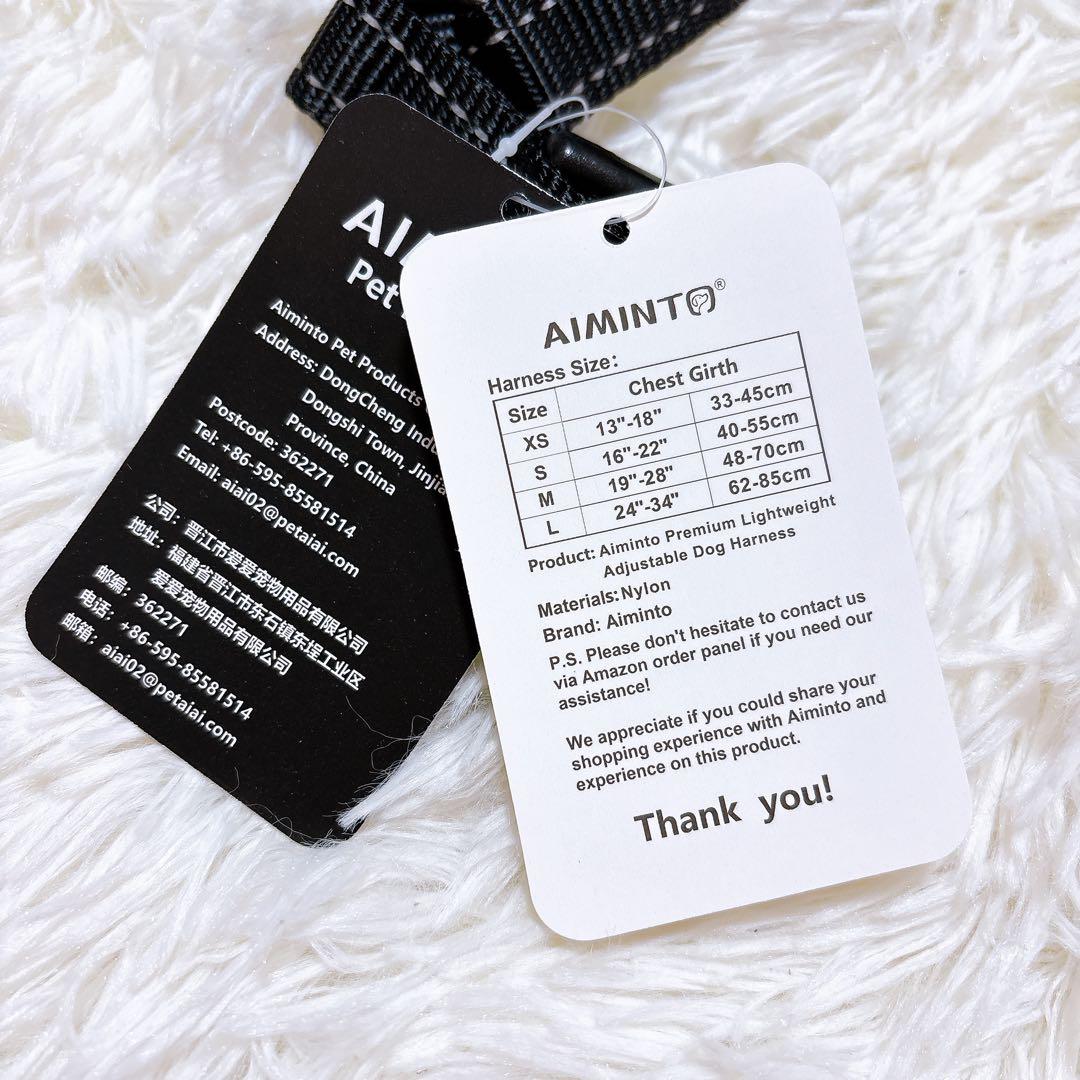 Pet
Aiminto Pet Products
Address: DongCheng
Dongshi Town,
Province, China
Postcode: 362271
Tel: +86-595-85581514
Email: aiai02@petaiai.com
公司: 晋江市爱爱宠物用品有限公司
地址: 福建省晋江市东石镇东埕工业区
爱爱宠物用品有限公司
邮编: 362271
电话: +86-595-85581514
邮箱: aiai02@petaiai.com
AIMINTO®
Harness Size:
Size Chest Girth
XS 13"-18" 33-45cm
S 16"-22" 40-55cm
M 19"-28" 48-70cm
L 24"-34" 62-85cm
Product: Aiminto Premium Lightweight
Adjustable Dog Harness
Materials: Nylon
Brand: Aiminto
P.S. Please don't hesitate to contact us
via Amazon order panel if you need our
assistance!
We appreciate if you could share your
shopping experience with Aiminto and
experience on this product.
Thank you!